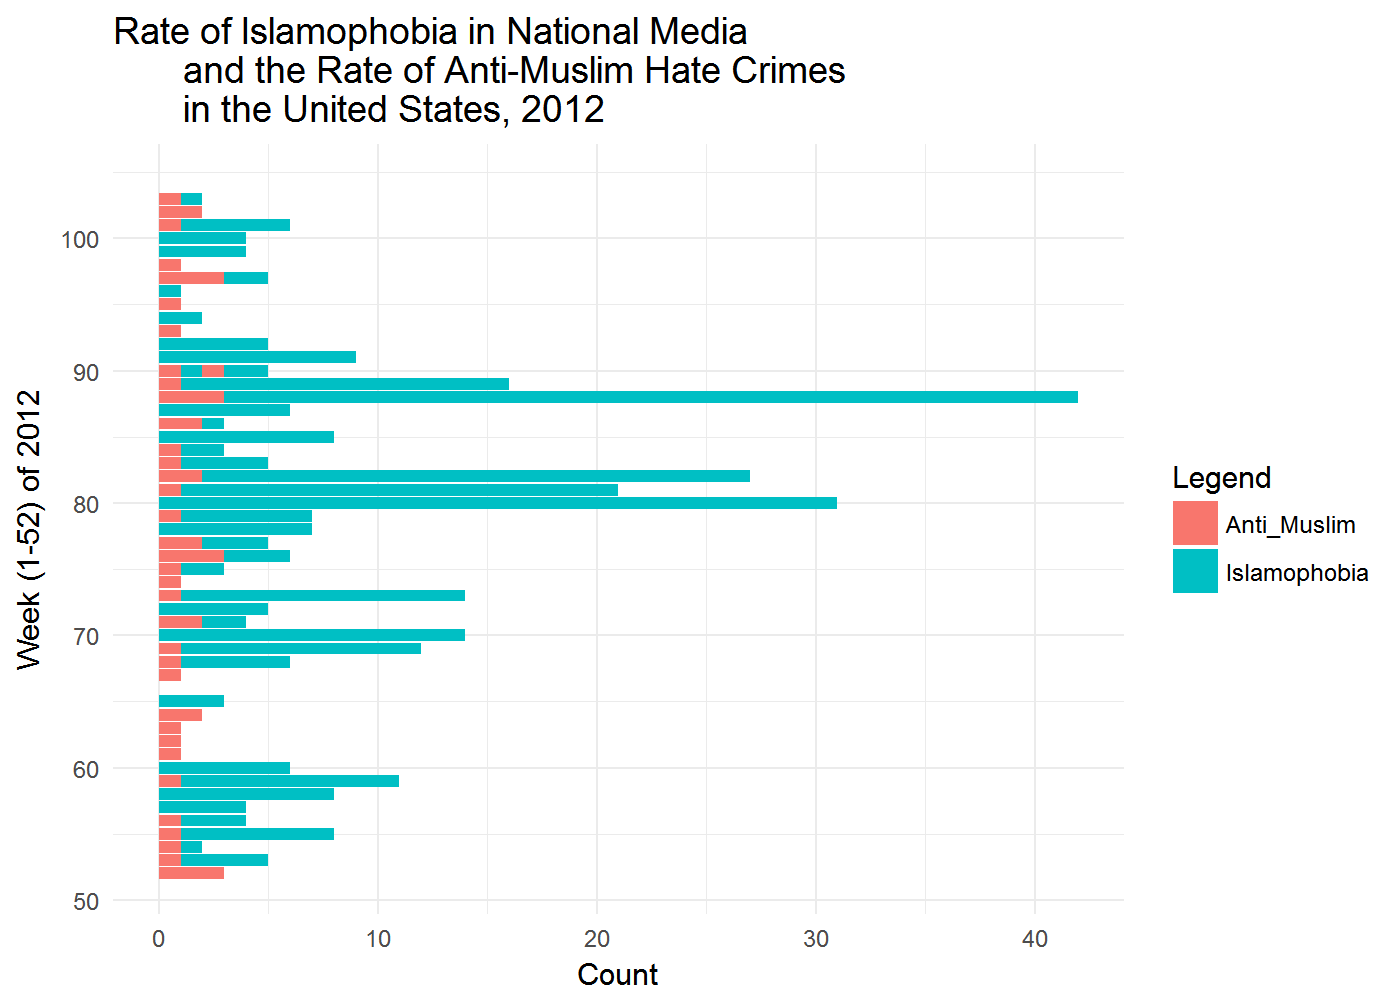 Rate of Islamophobia in National Media
and the Rate of Anti-Muslim Hate Crimes
in the United States, 2012
100
90
80
70
60
50
Week (1-52) of 2012
0 10 20 30 40
Count
Legend
Anti_Muslim
Islamophobia